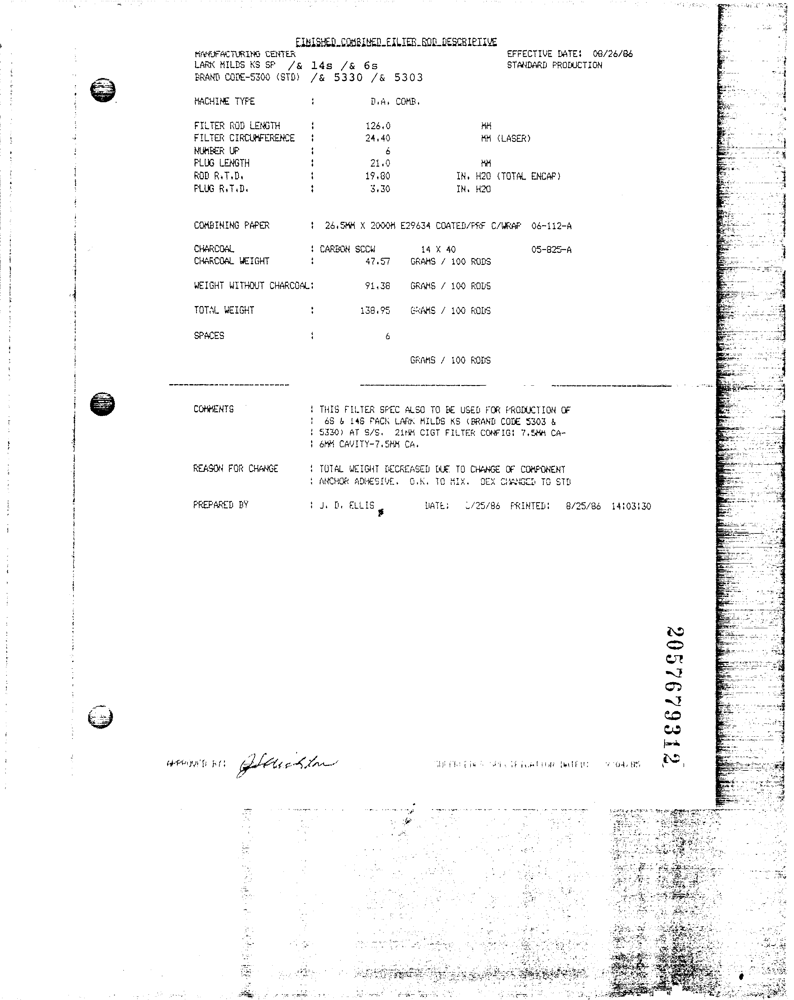 FINISHED COMBINED FILTER ROD DESCRIPTIVE
MANUFACTURING CENTER EFFECTIVE DATE: 08/26/86
LARK MILDS KS SP /& 14s /& 6s STANDARD PRODUCTION
BRAND CODE-5300 (STD) /& 5330 /& 5303
MACHINE TYPE : D.A. COMB.
FILTER ROD LENGTH : 126.0 MM
FILTER CIRCUMFERENCE : 24.40 MM (LASER)
NUMBER UP : 6
PLUG LENGTH : 21.0 MM
ROD R.T.D. : 19.80 IN. H20 (TOTAL ENCAP)
PLUG R.T.D. : 3.30 IN. H20
COMBINING PAPER : 26.5MM X 2000M E29634 COATED/PRF C/WRAP 06-112-A
CHARCOAL : CARBON SCCW 14 X 40 05-825-A
CHARCOAL WEIGHT : 47.57 GRAMS / 100 RODS
WEIGHT WITHOUT CHARCOAL: 91.38 GRAMS / 100 RODS
TOTAL WEIGHT : 138.95 GRAMS / 100 RODS
SPACES : 6
GRAMS / 100 RODS
COMMENTS : THIS FILTER SPEC ALSO TO BE USED FOR PRODUCTION OF
: 6S & 14S PACK LARK MILDS KS (BRAND CODE 5303 &
: 5330) AT S/S. 21MM CIGT FILTER CONFIG: 7.5MM CA-
: 6MM CAVITY-7.5MM CA.
REASON FOR CHANGE : TOTAL WEIGHT DECREASED DUE TO CHANGE OF COMPONENT
: ANCHOR ADHESIVE. O.K. TO MIX. DEX CHANGED TO STD
PREPARED BY : J. D. ELLIS DATE: /25/86 PRINTED: 8/25/86 14:03:30
2057679312
APPROVED BY: